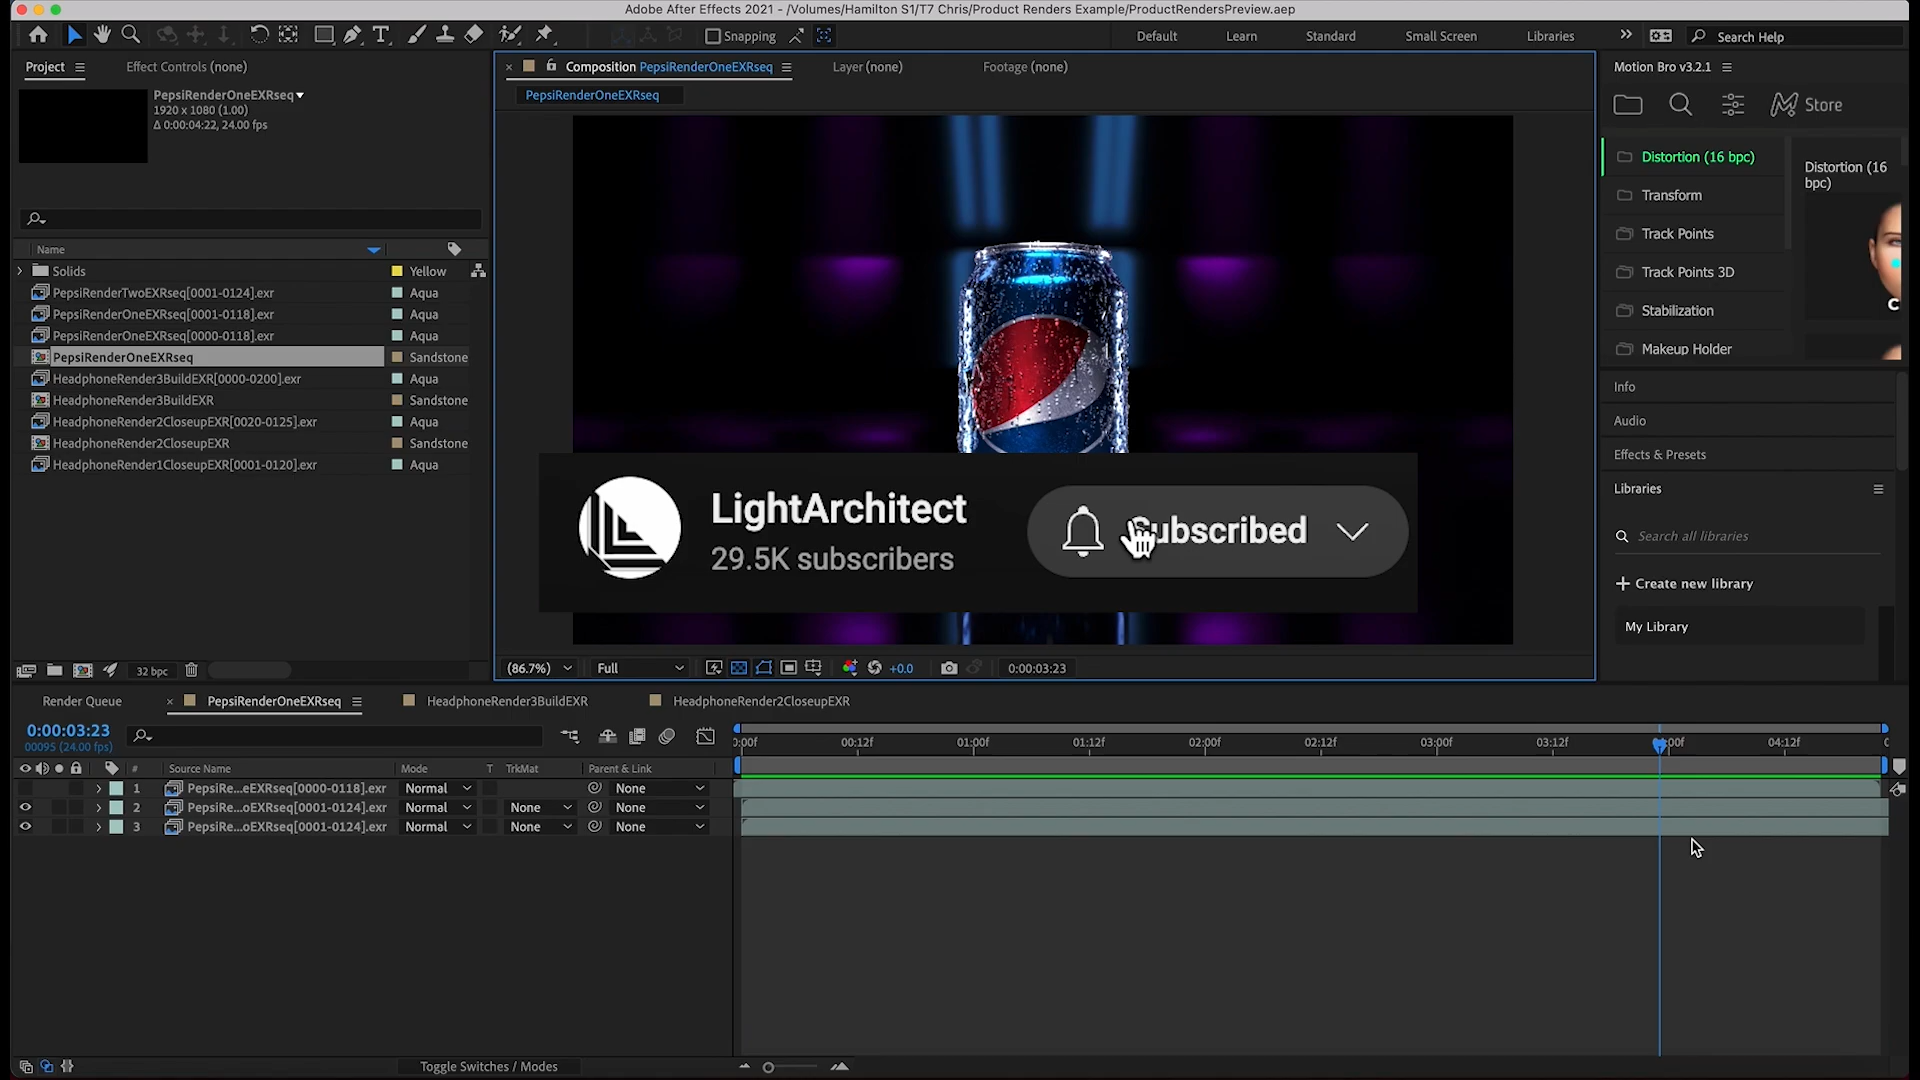 Adobe After Effects 2021 - /Volumes/Hamilton S1/T7 Chris/Product Renders Example/ProductRendersPreview.aep
Snapping
Default
Learn
Standard
Small Screen
Libraries
Search Help
Project
Effect Controls (none)
PepsiRenderOneEXRseq
1920 x 1080 (1.00)
Δ 0:00:04:22, 24.00 fps
Name
Solids
Yellow
PepsiRenderTwoEXRseq[0001-0124].exr
Aqua
PepsiRenderOneEXRseq[0001-0118].exr
Aqua
PepsiRenderOneEXRseq[0000-0118].exr
Aqua
PepsiRenderOneEXRseq
Sandstone
HeadphoneRender3BuildEXR[0000-0200].exr
Aqua
HeadphoneRender3BuildEXR
Sandstone
HeadphoneRender2CloseupEXR[0020-0125].exr
Aqua
HeadphoneRender2CloseupEXR
Sandstone
HeadphoneRender1CloseupEXR[0001-0120].exr
Aqua
32 bpc
Composition PepsiRenderOneEXRseq
Layer (none)
Footage (none)
PepsiRenderOneEXRseq
LightArchitect
29.5K subscribers
Subscribed
(86.7%)
Full
+0.0
0:00:03:23
Motion Bro v3.2.1
Store
Distortion (16 bpc)
Transform
Track Points
Track Points 3D
Stabilization
Makeup Holder
Distortion (16
bpc)
C
Info
Audio
Effects & Presets
Libraries
Search all libraries
Create new library
My Library
Render Queue
PepsiRenderOneEXRseq
HeadphoneRender3BuildEXR
HeadphoneRender2CloseupEXR
0:00:03:23
00095 (24.00 fps)
#
Source Name
Mode
T
TrkMat
Parent & Link
1
PepsiRe...eEXRseq[0000-0118].exr
Normal
None
2
PepsiRe...oEXRseq[0001-0124].exr
Normal
None
None
3
PepsiRe...oEXRseq[0001-0124].exr
Normal
None
None
00:12f
01:00f
01:12f
02:00f
02:12f
03:00f
03:12f
04:12f
Toggle Switches / Modes